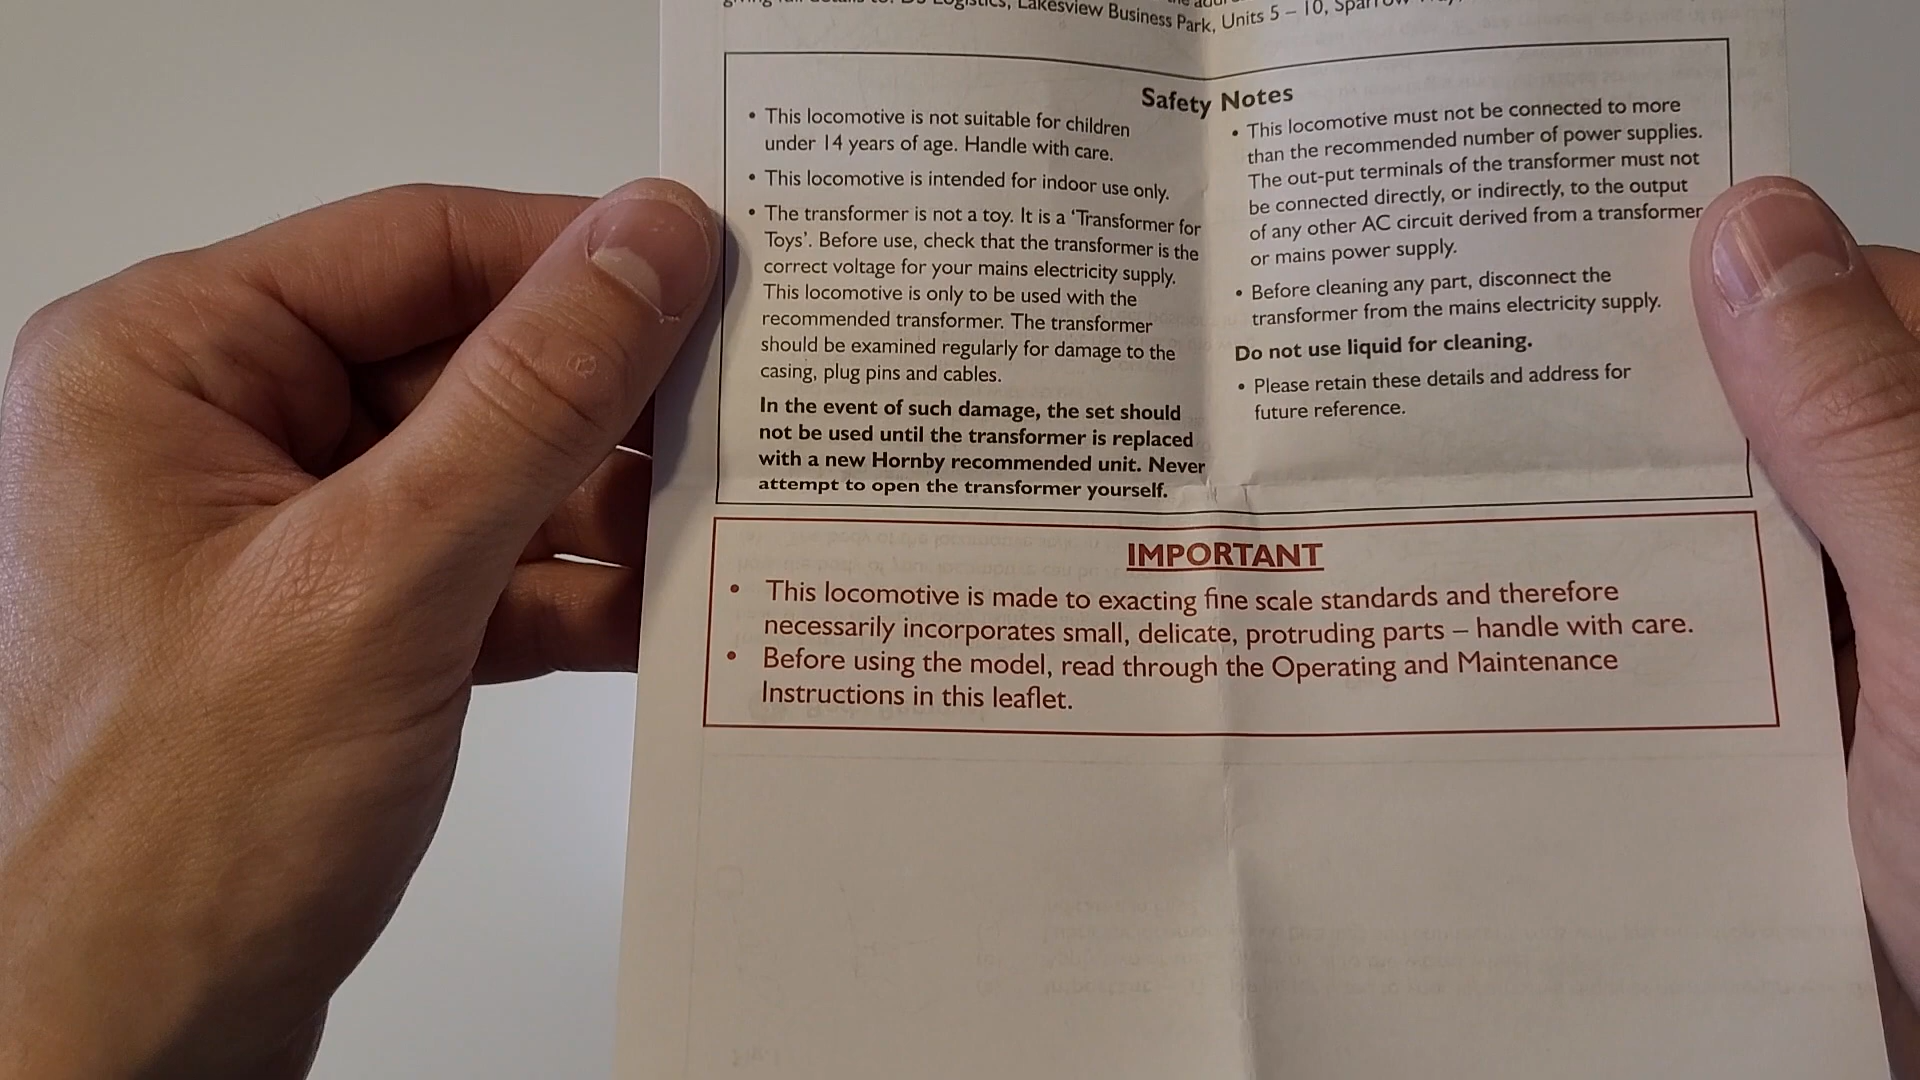 Logistics, Lakesview Business Park, Units 5 – 10,
Safety Notes
• This locomotive is not suitable for children
under 14 years of age. Handle with care.
• This locomotive is intended for indoor use only.
• The transformer is not a toy. It is a ‘Transformer for
Toys’. Before use, check that the transformer is the
correct voltage for your mains electricity supply.
This locomotive is only to be used with the
recommended transformer. The transformer
should be examined regularly for damage to the
casing, plug pins and cables.
In the event of such damage, the set should
not be used until the transformer is replaced
with a new Hornby recommended unit. Never
attempt to open the transformer yourself.
• This locomotive must not be connected to more
than the recommended number of power supplies.
The out-put terminals of the transformer must not
be connected directly, or indirectly, to the output
of any other AC circuit derived from a transformer
or mains power supply.
• Before cleaning any part, disconnect the
transformer from the mains electricity supply.
Do not use liquid for cleaning.
• Please retain these details and address for
future reference.
IMPORTANT
• This locomotive is made to exacting fine scale standards and therefore
necessarily incorporates small, delicate, protruding parts – handle with care.
• Before using the model, read through the Operating and Maintenance
Instructions in this leaflet.